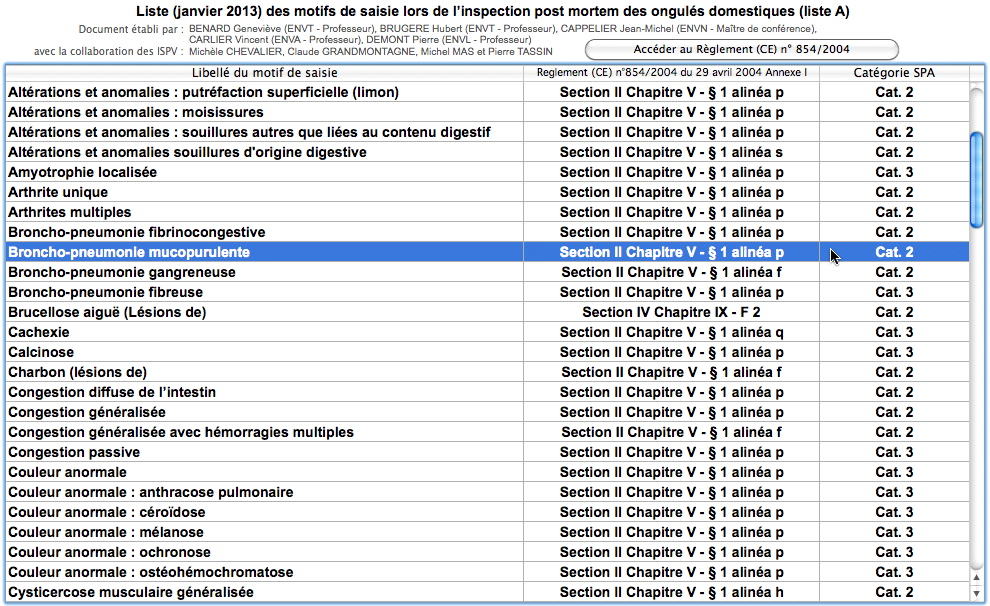 Liste (janvier 2013) des motifs de saisie lors de l'inspection post mortem des ongulés domestiques (liste A)
Document établi par : BENARD Geneviève (ENVT - Professeur), BRUGERE Hubert (ENVT - Professeur), CAPPELIER Jean-Michel (ENVN - Maître de conférence),
CARLIER Vincent (ENVA - Professeur), DEMONT Pierre (ENVL - Professeur)
avec la collaboration des ISPV : Michèle CHEVALIER, Claude GRANDMONTAGNE, Michel MAS et Pierre TASSIN
Accéder au Règlement (CE) n° 854/2004
Libellé du motif de saisie Reglement (CE) n°854/2004 du 29 avril 2004 Annexe I Catégorie SPA
Altérations et anomalies : putréfaction superficielle (limon) Section II Chapitre V - § 1 alinéa p Cat. 2
Altérations et anomalies : moisissures Section II Chapitre V - § 1 alinéa p Cat. 2
Altérations et anomalies : souillures autres que liées au contenu digestif Section II Chapitre V - § 1 alinéa p Cat. 2
Altérations et anomalies souillures d'origine digestive Section II Chapitre V - § 1 alinéa s Cat. 2
Amyotrophie localisée Section II Chapitre V - § 1 alinéa p Cat. 3
Arthrite unique Section II Chapitre V - § 1 alinéa p Cat. 2
Arthrites multiples Section II Chapitre V - § 1 alinéa p Cat. 2
Broncho-pneumonie fibrinocongestive Section II Chapitre V - § 1 alinéa p Cat. 2
Broncho-pneumonie mucopurulente Section II Chapitre V - § 1 alinéa p Cat. 2
Broncho-pneumonie gangreneuse Section II Chapitre V - § 1 alinéa f Cat. 2
Broncho-pneumonie fibreuse Section II Chapitre V - § 1 alinéa p Cat. 3
Brucellose aiguë (Lésions de) Section IV Chapitre IX - F 2 Cat. 2
Cachexie Section II Chapitre V - § 1 alinéa q Cat. 3
Calcinose Section II Chapitre V - § 1 alinéa p Cat. 3
Charbon (lésions de) Section II Chapitre V - § 1 alinéa f Cat. 2
Congestion diffuse de l'intestin Section II Chapitre V - § 1 alinéa p Cat. 2
Congestion généralisée Section II Chapitre V - § 1 alinéa p Cat. 2
Congestion généralisée avec hémorragies multiples Section II Chapitre V - § 1 alinéa f Cat. 2
Congestion passive Section II Chapitre V - § 1 alinéa p Cat. 3
Couleur anormale Section II Chapitre V - § 1 alinéa p Cat. 3
Couleur anormale : anthracose pulmonaire Section II Chapitre V - § 1 alinéa p Cat. 3
Couleur anormale : céroïdose Section II Chapitre V - § 1 alinéa p Cat. 3
Couleur anormale : mélanose Section II Chapitre V - § 1 alinéa p Cat. 3
Couleur anormale : ochronose Section II Chapitre V - § 1 alinéa p Cat. 3
Couleur anormale : ostéohémochromatose Section II Chapitre V - § 1 alinéa p Cat. 3
Cysticercose musculaire généralisée Section II Chapitre V - § 1 alinéa h Cat. 2